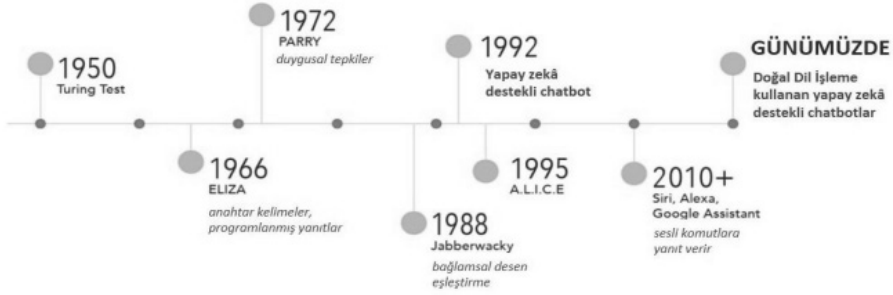 1950
Turing Test
1966
ELIZA
anahtar kelimeler,
programlanmış yanıtlar
1972
PARRY
duygusal tepkiler
1988
Jabberwacky
bağlamsal desen
eşleştirme
1992
Yapay zekâ
destekli chatbot
1995
A.L.I.C.E
2010+
Siri, Alexa,
Google Assistant
sesli komutlara
yanıt verir
GÜNÜMÜZDE
Doğal Dil İşleme
kullanan yapay zekâ
destekli chatbotlar